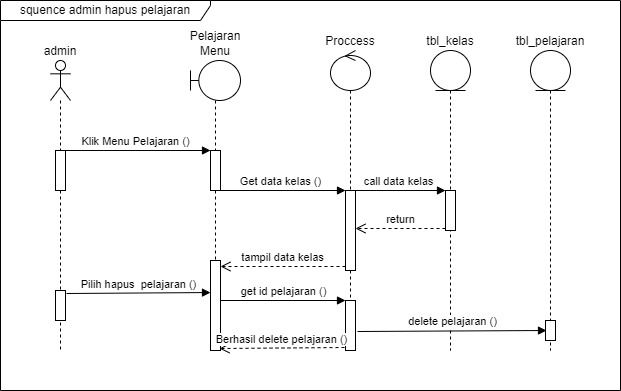 squence admin hapus pelajaran
admin
Pelajaran
Menu
Proccess
tbl_kelas
tbl_pelajaran
Klik Menu Pelajaran ()
Get data kelas ()
call data kelas
return
tampil data kelas
Pilih hapus pelajaran ()
get id pelajaran ()
delete pelajaran ()
Berhasil delete pelajaran ()